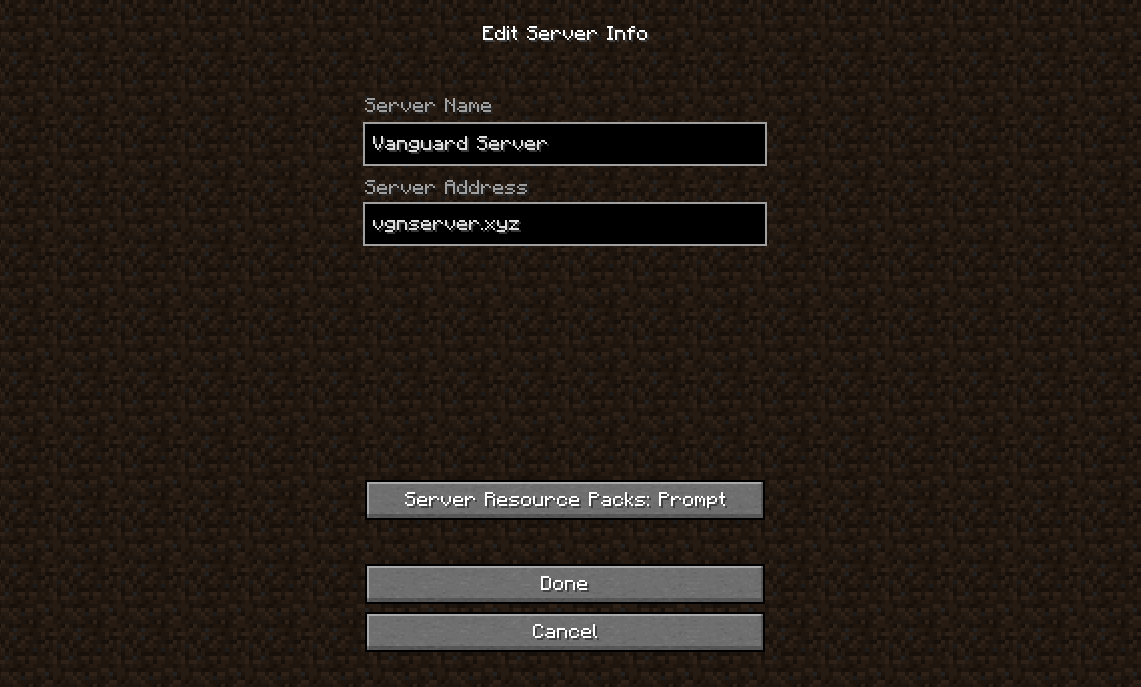 Edit Server Info
Server Name
Vanguard Server
Server Address
vgnserver.xyz
Server Resource Packs: Prompt
Done
Cancel